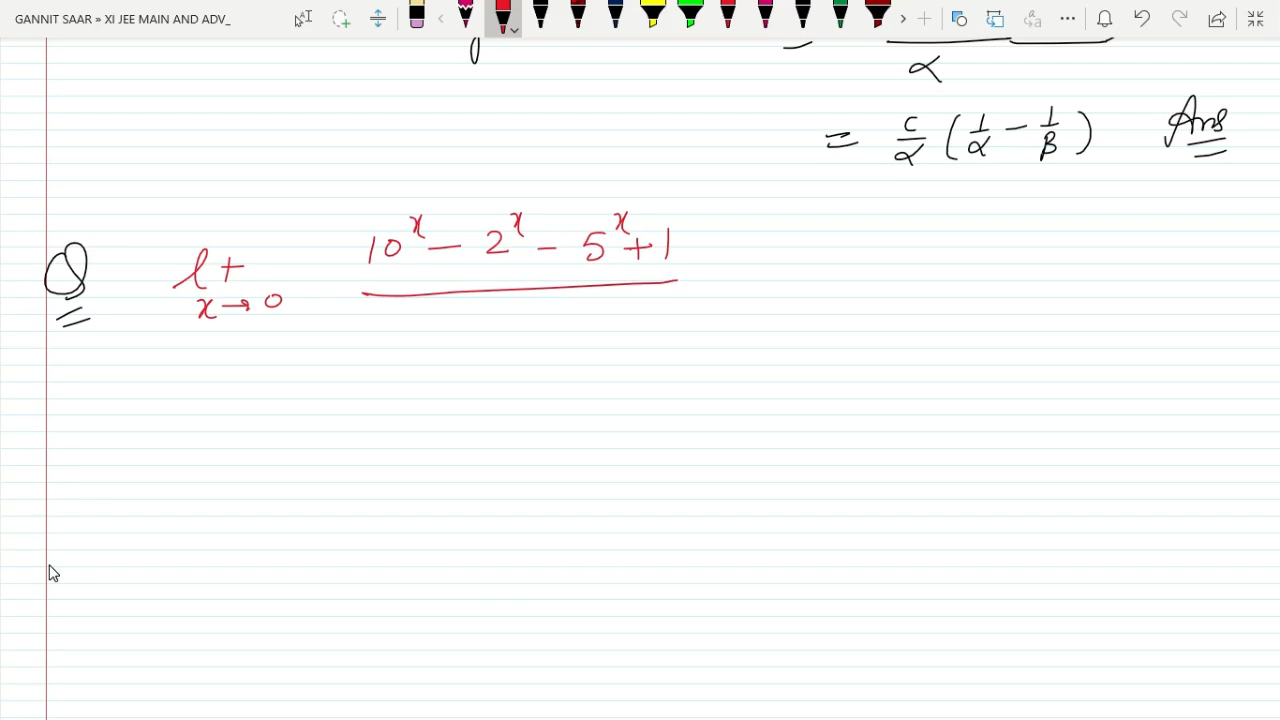 GANNIT SAAR » XI JEE MAIN AND ADV_
α
= c/α (1/α - 1/β) Ans
Q lt 10^x - 2^x - 5^x + 1
x → 0